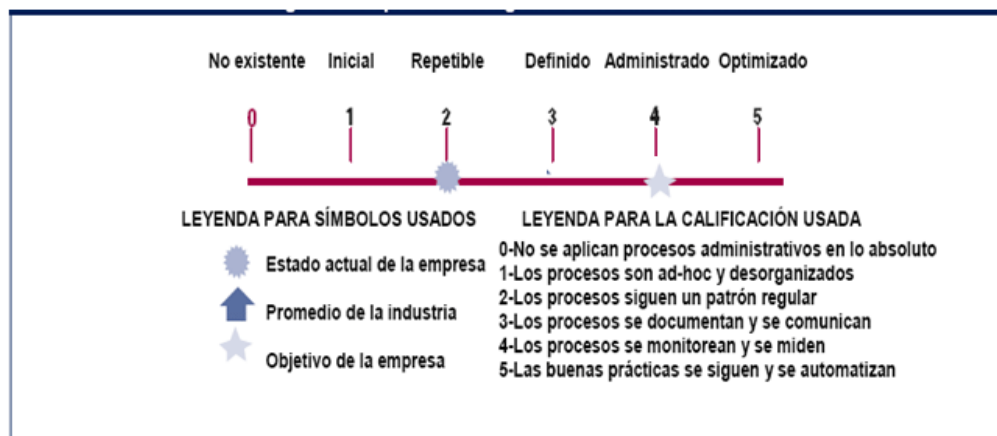 No existente Inicial Repetible Definido Administrado Optimizado
0 1 2 3 4 5
LEYENDA PARA SÍMBOLOS USADOS
Estado actual de la empresa
Promedio de la industria
Objetivo de la empresa
LEYENDA PARA LA CALIFICACIÓN USADA
0-No se aplican procesos administrativos en lo absoluto
1-Los procesos son ad-hoc y desorganizados
2-Los procesos siguen un patrón regular
3-Los procesos se documentan y se comunican
4-Los procesos se monitorean y se miden
5-Las buenas prácticas se siguen y se automatizan